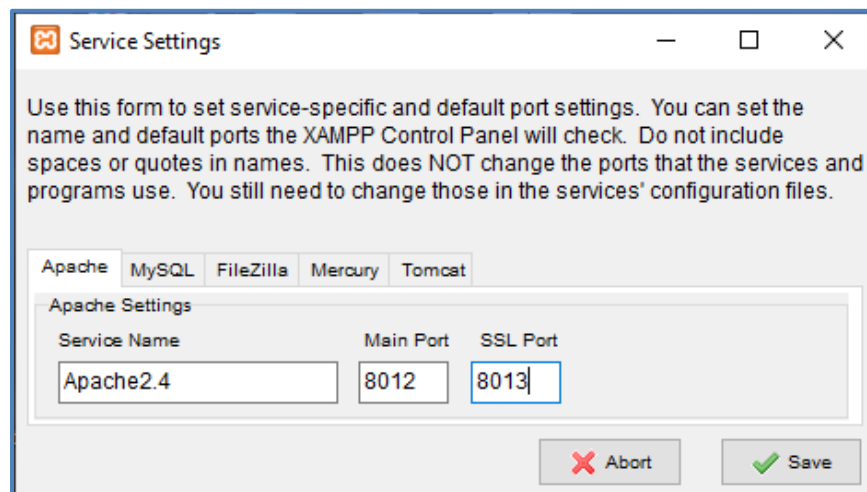 Service Settings
Use this form to set service-specific and default port settings.  You can set the
name and default ports the XAMPP Control Panel will check.  Do not include
spaces or quotes in names.  This does NOT change the ports that the services and
programs use.  You still need to change those in the services' configuration files.
Apache MySQL FileZilla Mercury Tomcat
Apache Settings
Service Name Main Port SSL Port
Apache2.4 8012 8013
Abort Save